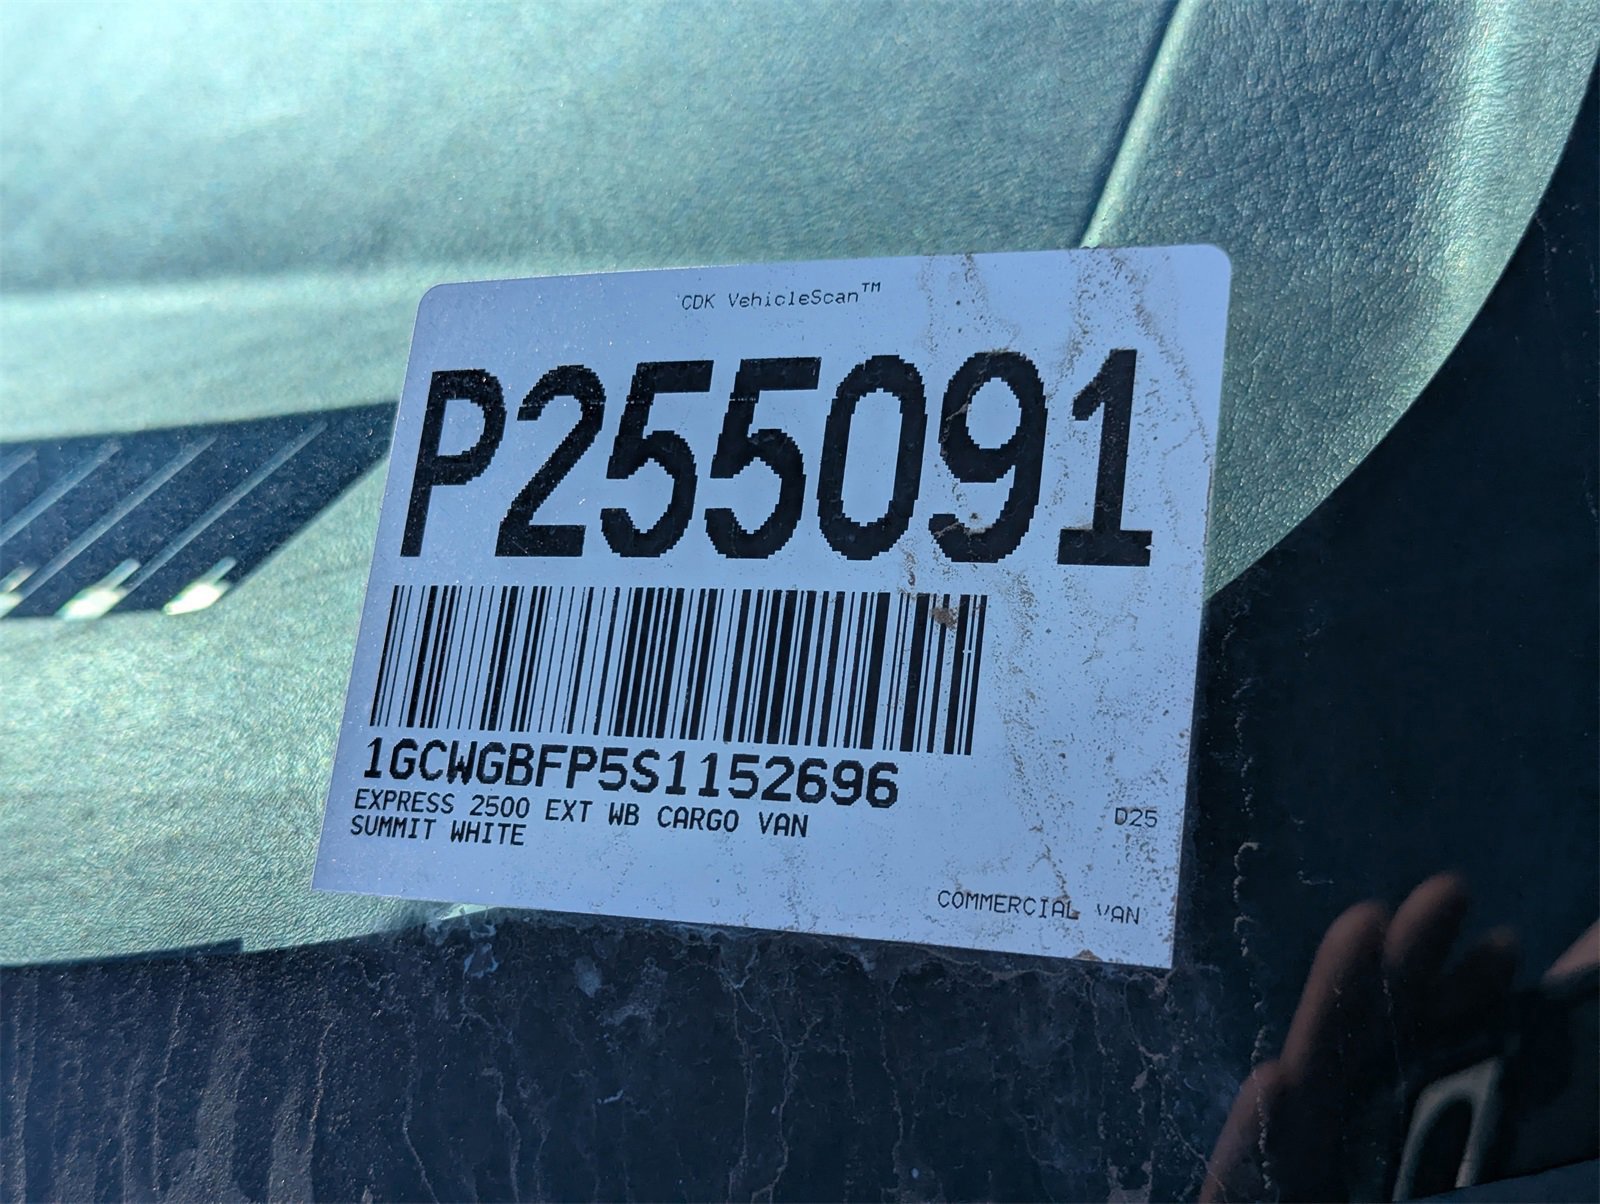 CDK VehicleScan™
P255091
1GCWGBFP5S1152696
EXPRESS 2500 EXT WB CARGO VAN
D25
SUMMIT WHITE
COMMERCIAL VAN